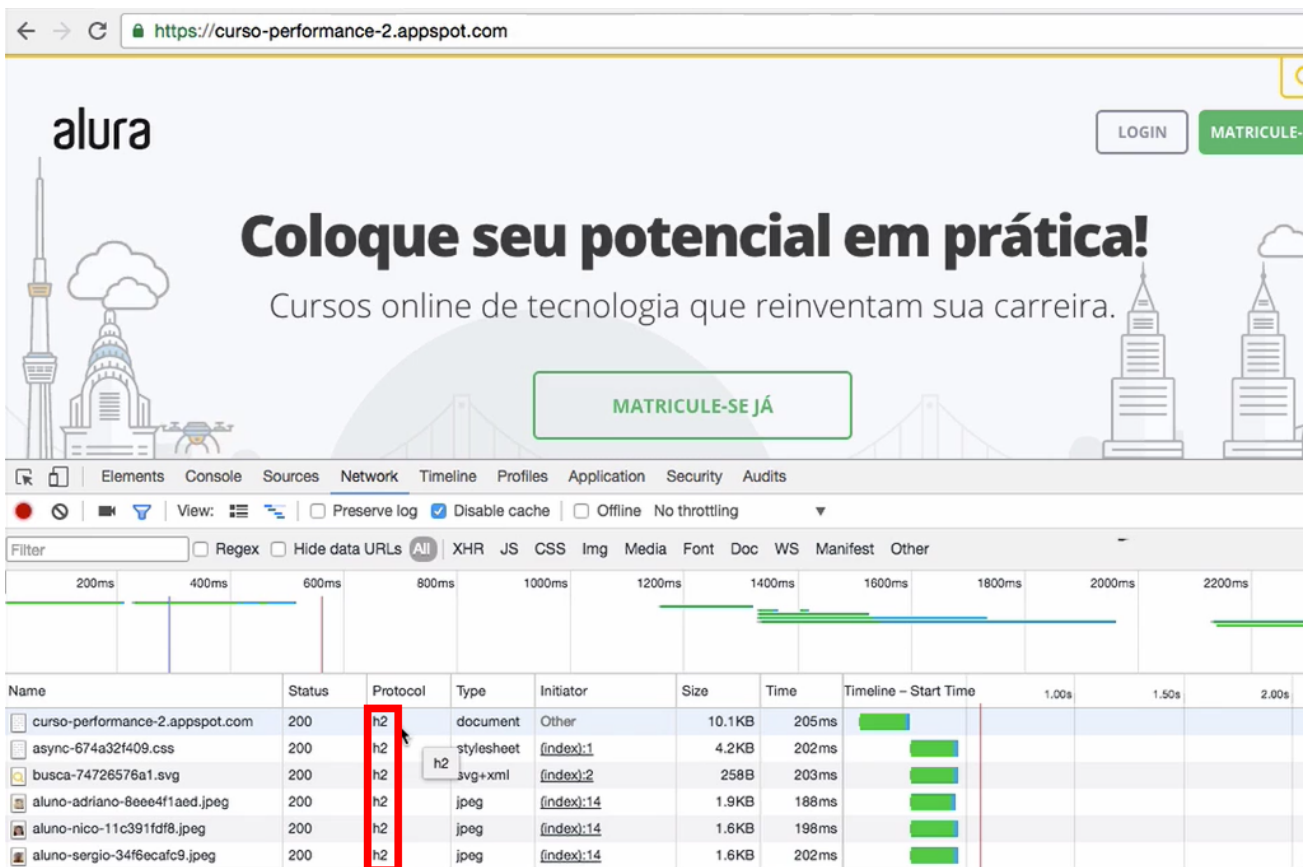 https://curso-performance-2.appspot.com
alura
LOGIN MATRICULE-
Coloque seu potencial em prática!
Cursos online de tecnologia que reinventam sua carreira.
MATRICULE-SE JÁ
Elements Console Sources Network Timeline Profiles Application Security Audits
View: Preserve log Disable cache Offline No throttling
Filter Regex Hide data URLs All XHR JS CSS Img Media Font Doc WS Manifest Other
200ms 400ms 600ms 800ms 1000ms 1200ms 1400ms 1600ms 1800ms 2000ms 2200ms
Name Status Protocol Type Initiator Size Time Timeline – Start Time 1.00s 1.50s 2.00s
curso-performance-2.appspot.com 200 h2 document Other 10.1KB 205ms
async-674a32f409.css 200 h2 stylesheet (index):1 4.2KB 202ms
h2
busca-74726576a1.svg 200 h2 svg+xml (index):2 258B 203ms
aluno-adriano-8eee4f1aed.jpeg 200 h2 jpeg (index):14 1.9KB 188ms
aluno-nico-11c391fdf8.jpeg 200 h2 jpeg (index):14 1.6KB 198ms
aluno-sergio-34f6ecafc9.jpeg 200 h2 jpeg (index):14 1.6KB 202ms